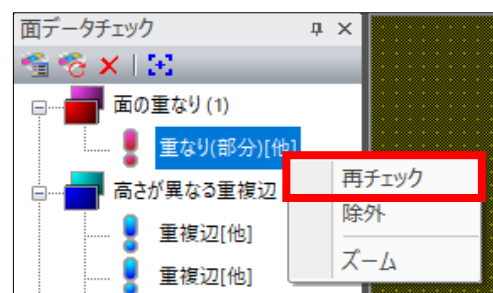 面データチェック
面の重なり (1)
重なり(部分)[他]
高さが異なる重複辺
重複辺[他]
重複辺[他]
再チェック
除外
ズーム